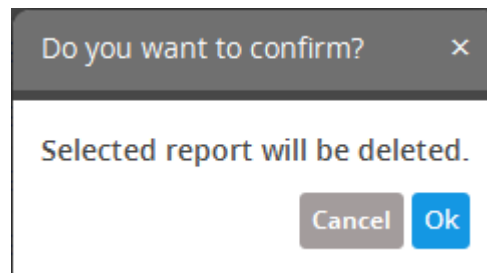 Do you want to confirm? ×
Selected report will be deleted.
Cancel Ok